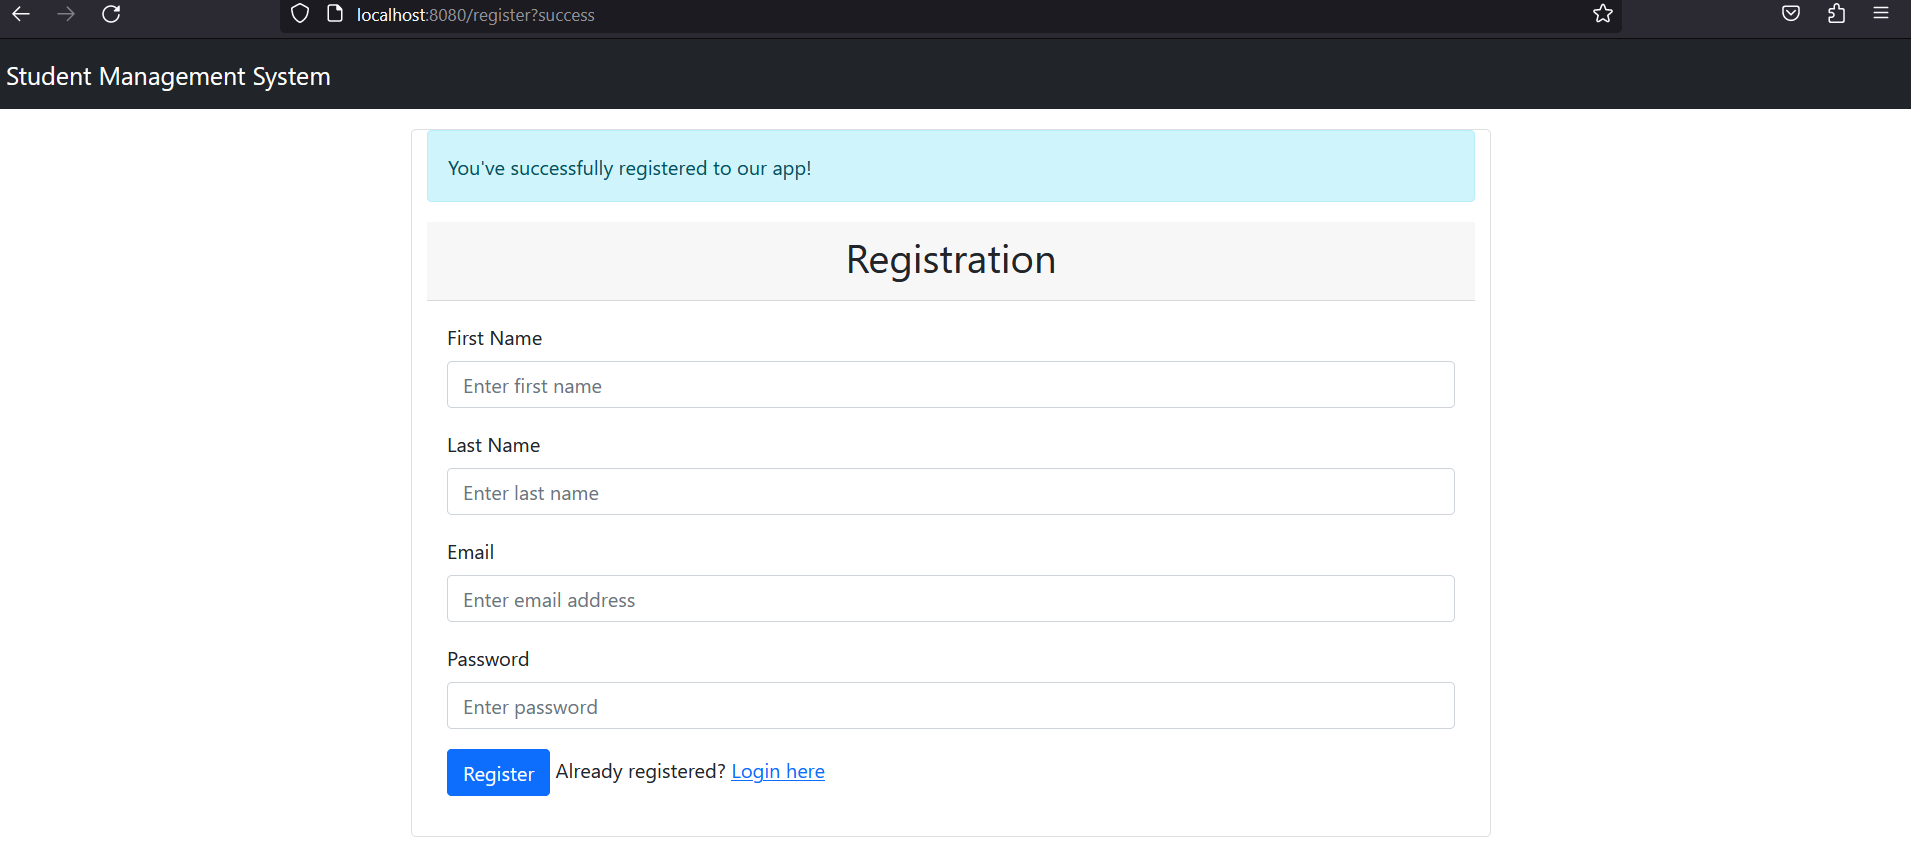 localhost:8080/register?success
Student Management System
You've successfully registered to our app!
Registration
First Name
Enter first name
Last Name
Enter last name
Email
Enter email address
Password
Enter password
Register Already registered? Login here